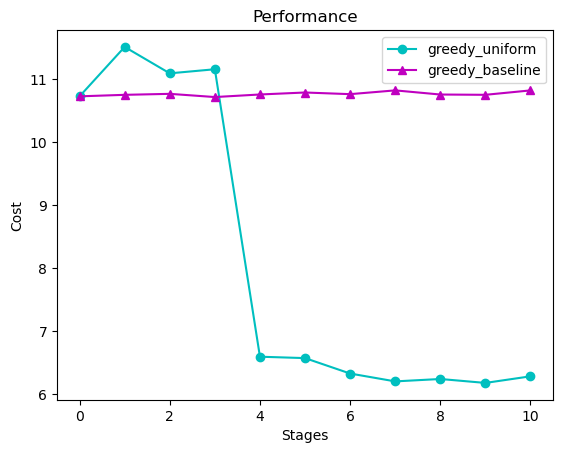 Performance
greedy_uniform
greedy_baseline
Cost
11
10
9
8
7
6
0 2 4 6 8 10
Stages